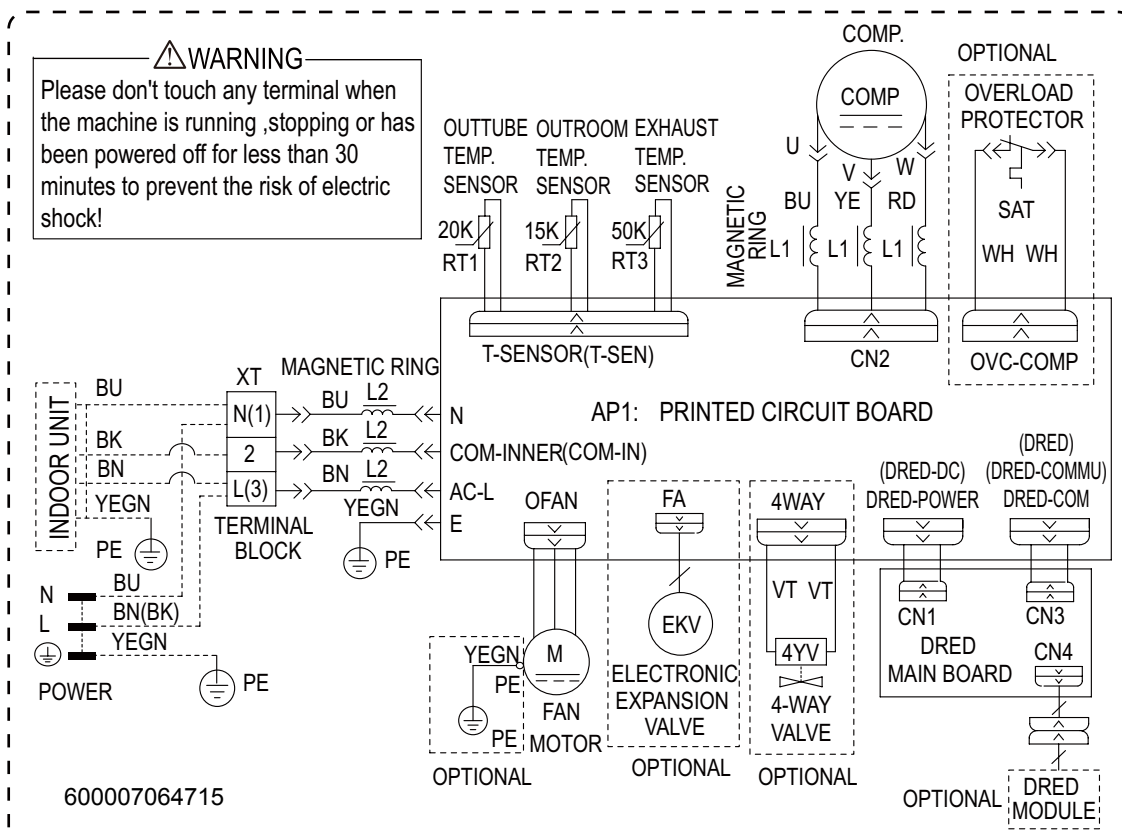 WARNING
Please don't touch any terminal when
the machine is running ,stopping or has
been powered off for less than 30
minutes to prevent the risk of electric
shock!
OUTTUBE
TEMP.
SENSOR
OUTROOM
TEMP.
SENSOR
EXHAUST
TEMP.
SENSOR
20K
RT1
15K
RT2
50K
RT3
T-SENSOR(T-SEN)
COMP.
COMP
U
V
W
BU
YE
RD
MAGNETIC
RING
L1
L1
L1
CN2
OPTIONAL
OVERLOAD
PROTECTOR
SAT
WH
WH
OVC-COMP
AP1: PRINTED CIRCUIT BOARD
INDOOR UNIT
BU
BK
BN
YEGN
PE
XT
N(1)
2
L(3)
TERMINAL
BLOCK
MAGNETIC RING
BU
L2
BK
L2
BN
L2
YEGN
PE
N
COM-INNER(COM-IN)
AC-L
E
N
L
POWER
BU
BN(BK)
YEGN
PE
OFAN
YEGN
PE
PE
M
FAN
MOTOR
OPTIONAL
FA
EKV
ELECTRONIC
EXPANSION
VALVE
OPTIONAL
4WAY
VT
VT
4YV
4-WAY
VALVE
OPTIONAL
(DRED-DC)
DRED-POWER
(DRED)
(DRED-COMMU)
DRED-COM
CN1
CN3
DRED
MAIN BOARD
CN4
OPTIONAL
DRED
MODULE
600007064715